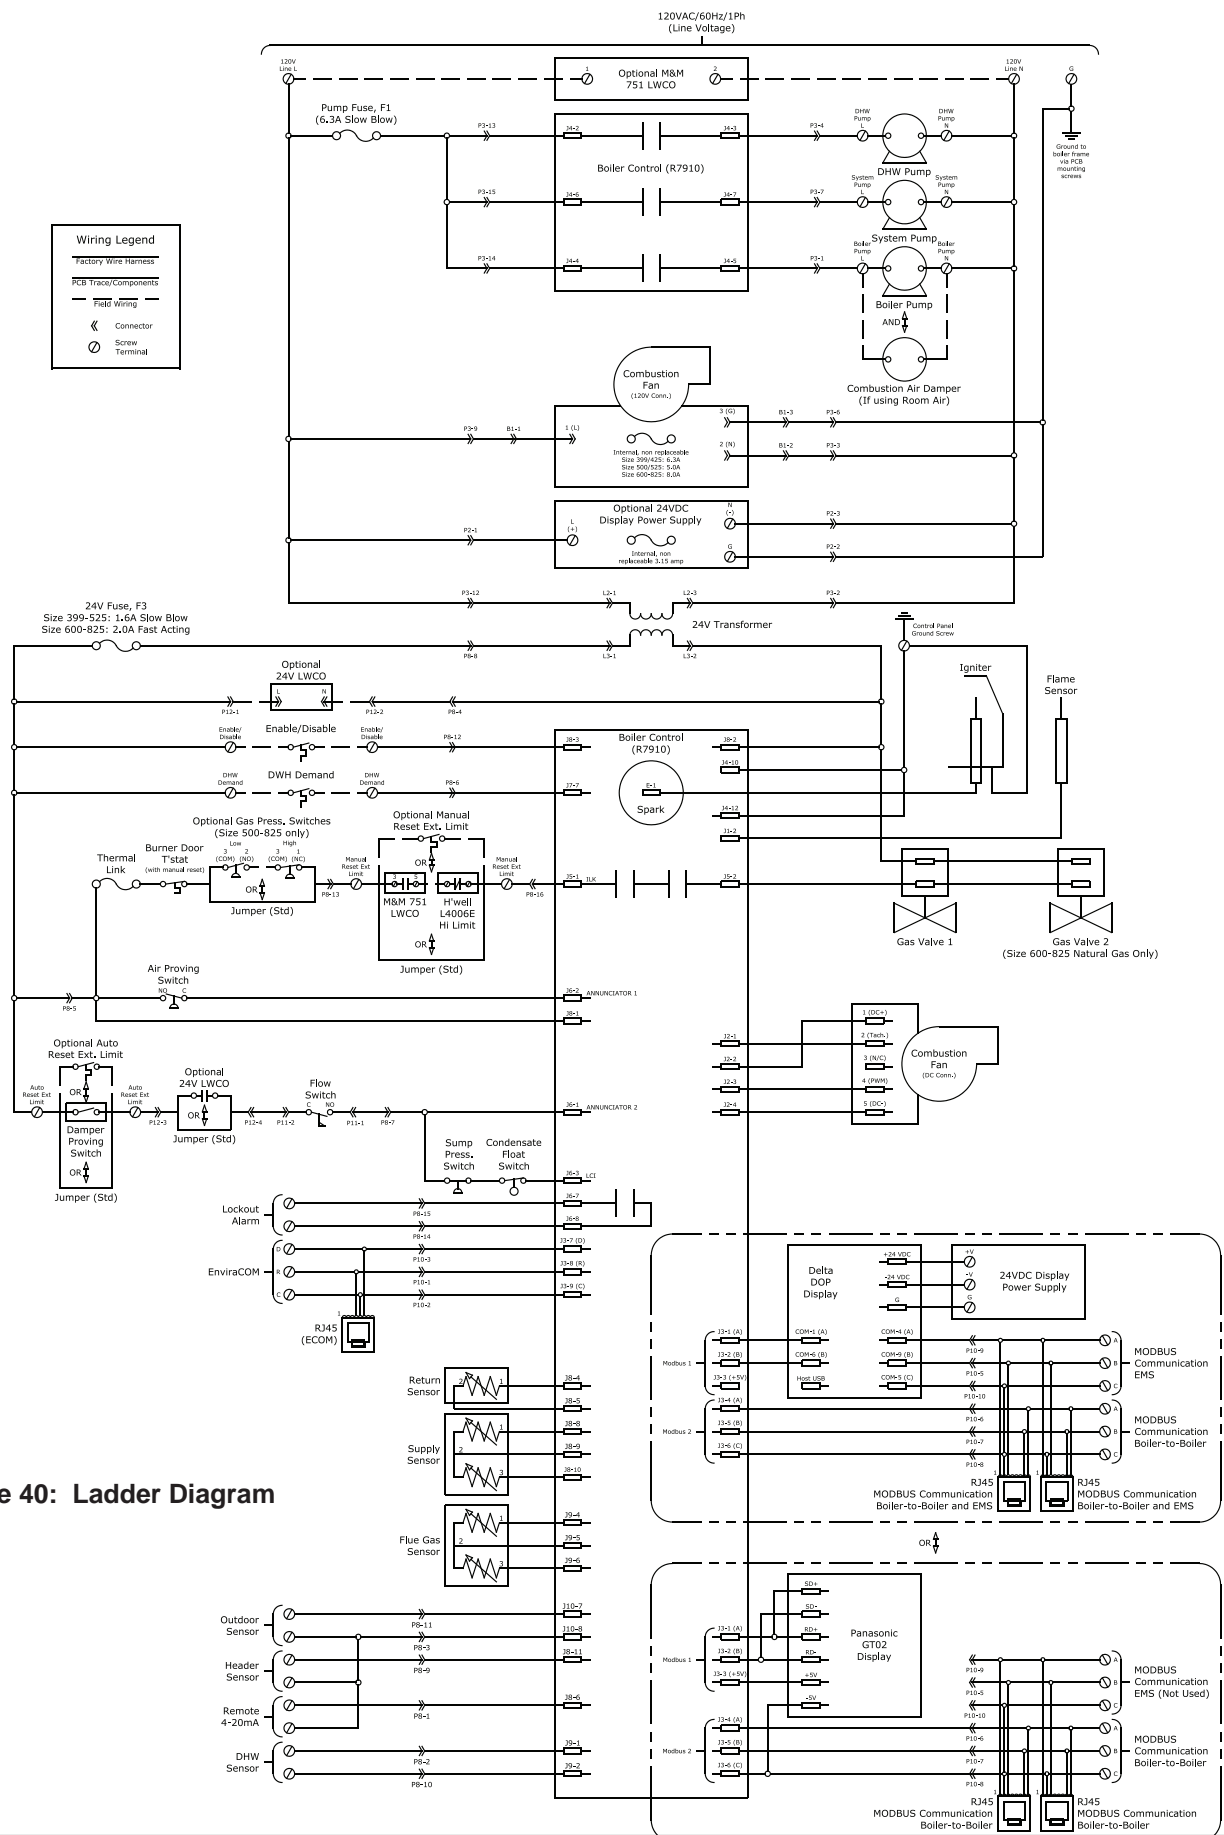 120VAC/60Hz/1Ph
(Line Voltage)
120V
Line L
1
Optional M&M
751 LWCO
2
120V
Line N
G
Pump Fuse, F1
(6.3A Slow Blow)
P3-13
J4-2
J4-3
P3-4
DHW
Pump
L
DHW
Pump
N
DHW Pump
Ground to
boiler frame
via PCB
mounting
screws
Boiler Control (R7910)
P3-15
J4-6
J4-7
P3-7
System
Pump
L
System
Pump
N
System Pump
P3-14
J4-4
J4-5
P3-1
Boiler
Pump
L
Boiler
Pump
N
Boiler Pump
AND
Combustion Air Damper
(If using Room Air)
Wiring Legend
Factory Wire Harness
PCB Trace/Components
Field Wiring
Connector
Screw
Terminal
Combustion
Fan
(120V Conn.)
P3-9
B1-1
1 (L)
3 (G)
B1-3
P3-6
2 (N)
B1-2
P3-3
Internal, non replaceable
Size 399/425: 6.3A
Size 500/525: 5.0A
Size 600-825: 8.0A
Optional 24VDC
Display Power Supply
P2-1
L
(+)
N
(-)
P2-3
G
P2-2
Internal, non
replaceable 3.15 amp
P3-12
L2-1
L2-3
P3-2
24V Transformer
24V Fuse, F3
Size 399-525: 1.6A Slow Blow
Size 600-825: 2.0A Fast Acting
P8-8
L3-1
L3-2
Control Panel
Ground Screw
Igniter
Flame
Sensor
Optional
24V LWCO
L
N
P12-1
P12-2
P8-4
Enable/
Disable
Enable/Disable
Enable/
Disable
P8-12
J8-3
Boiler Control
(R7910)
J8-2
J4-10
DHW
Demand
DWH Demand
DHW
Demand
P8-6
J7-7
E-1
Spark
J4-12
J1-2
Optional Gas Press. Switches
(Size 500-825 only)
Low
High
3
(COM)
2
(NO)
3
(COM)
1
(NC)
OR
Jumper (Std)
Thermal
Link
Burner Door
T'stat
(with manual reset)
P8-13
Manual
Reset Ext
Limit
Optional Manual
Reset Ext. Limit
OR
3
5
M&M 751
LWCO
H'well
L4006E
Hi Limit
OR
Jumper (Std)
Manual
Reset Ext
Limit
P8-16
J5-1
ILK
J5-2
Gas Valve 1
Gas Valve 2
(Size 600-825 Natural Gas Only)
Air Proving
Switch
NO
C
P8-5
J6-2
ANNUNCIATOR 1
J8-1
J2-1
J2-2
J2-3
J2-4
1 (DC+)
2 (Tach.)
3 (N/C)
4 (PWM)
5 (DC-)
Combustion
Fan
(DC Conn.)
Optional Auto
Reset Ext. Limit
Auto
Reset Ext
Limit
OR
Damper
Proving
Switch
OR
Jumper (Std)
Auto
Reset Ext
Limit
P12-3
Optional
24V LWCO
OR
Jumper (Std)
P12-4
P11-2
Flow
Switch
C
NO
P11-1
P8-7
J6-1
ANNUNCIATOR 2
Sump
Press.
Switch
Condensate
Float
Switch
J6-3
LCI
Lockout
Alarm
P8-15
J6-7
P8-14
J6-8
EnviraCOM
D
P10-3
J3-7 (D)
R
P10-1
J3-8 (R)
C
P10-2
J3-9 (C)
1
RJ45
(ECOM)
Return
Sensor
2
1
J8-4
J8-5
Supply
Sensor
1
2
3
J8-8
J8-9
J8-10
Flue Gas
Sensor
1
2
3
J9-4
J9-5
J9-6
Outdoor
Sensor
P8-11
J10-7
P8-3
J10-8
Header
Sensor
P8-9
J8-11
Remote
4-20mA
P8-1
J8-6
DHW
Sensor
P8-2
J9-1
P8-10
J9-2
e 40: Ladder Diagram
Delta
DOP
Display
+24 VDC
-24 VDC
G
+V
-V
G
24VDC Display
Power Supply
Modbus 1
J3-1 (A)
J3-2 (B)
J3-3 (+5V)
COM-1 (A)
COM-6 (B)
Host USB
COM-4 (A)
COM-9 (B)
COM-5 (C)
P10-9
P10-5
P10-10
A
B
C
MODBUS
Communication
EMS
Modbus 2
J3-4 (A)
J3-5 (B)
J3-6 (C)
P10-6
P10-7
P10-8
A
B
C
MODBUS
Communication
Boiler-to-Boiler
1
RJ45
MODBUS Communication
Boiler-to-Boiler and EMS
1
RJ45
MODBUS Communication
Boiler-to-Boiler and EMS
OR
SD+
SD-
RD+
RD-
+5V
-5V
Panasonic
GT02
Display
Modbus 1
J3-1 (A)
J3-2 (B)
J3-3 (+5V)
P10-9
P10-5
P10-10
A
B
C
MODBUS
Communication
EMS (Not Used)
Modbus 2
J3-4 (A)
J3-5 (B)
J3-6 (C)
P10-6
P10-7
P10-8
A
B
C
MODBUS
Communication
Boiler-to-Boiler
1
RJ45
MODBUS Communication
Boiler-to-Boiler
1
RJ45
MODBUS Communication
Boiler-to-Boiler